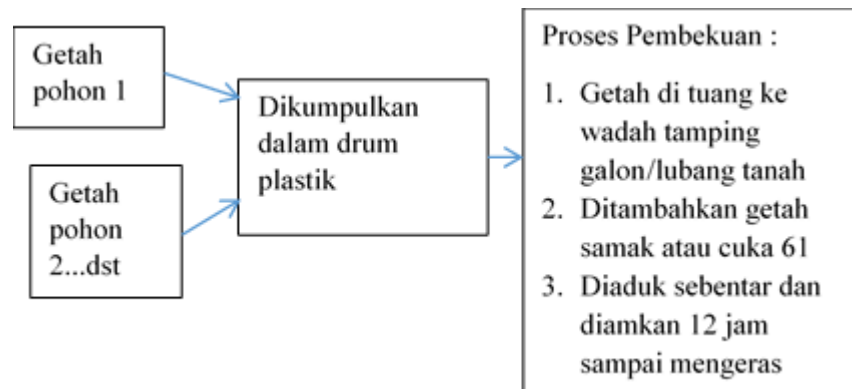 Getah
pohon 1
Getah
pohon
2...dst
Dikumpulkan
dalam drum
plastik
Proses Pembekuan :
1. Getah di tuang ke
wadah tamping
galon/lubang tanah
2. Ditambahkan getah
samak atau cuka 61
3. Diaduk sebentar dan
diamkan 12 jam
sampai mengeras